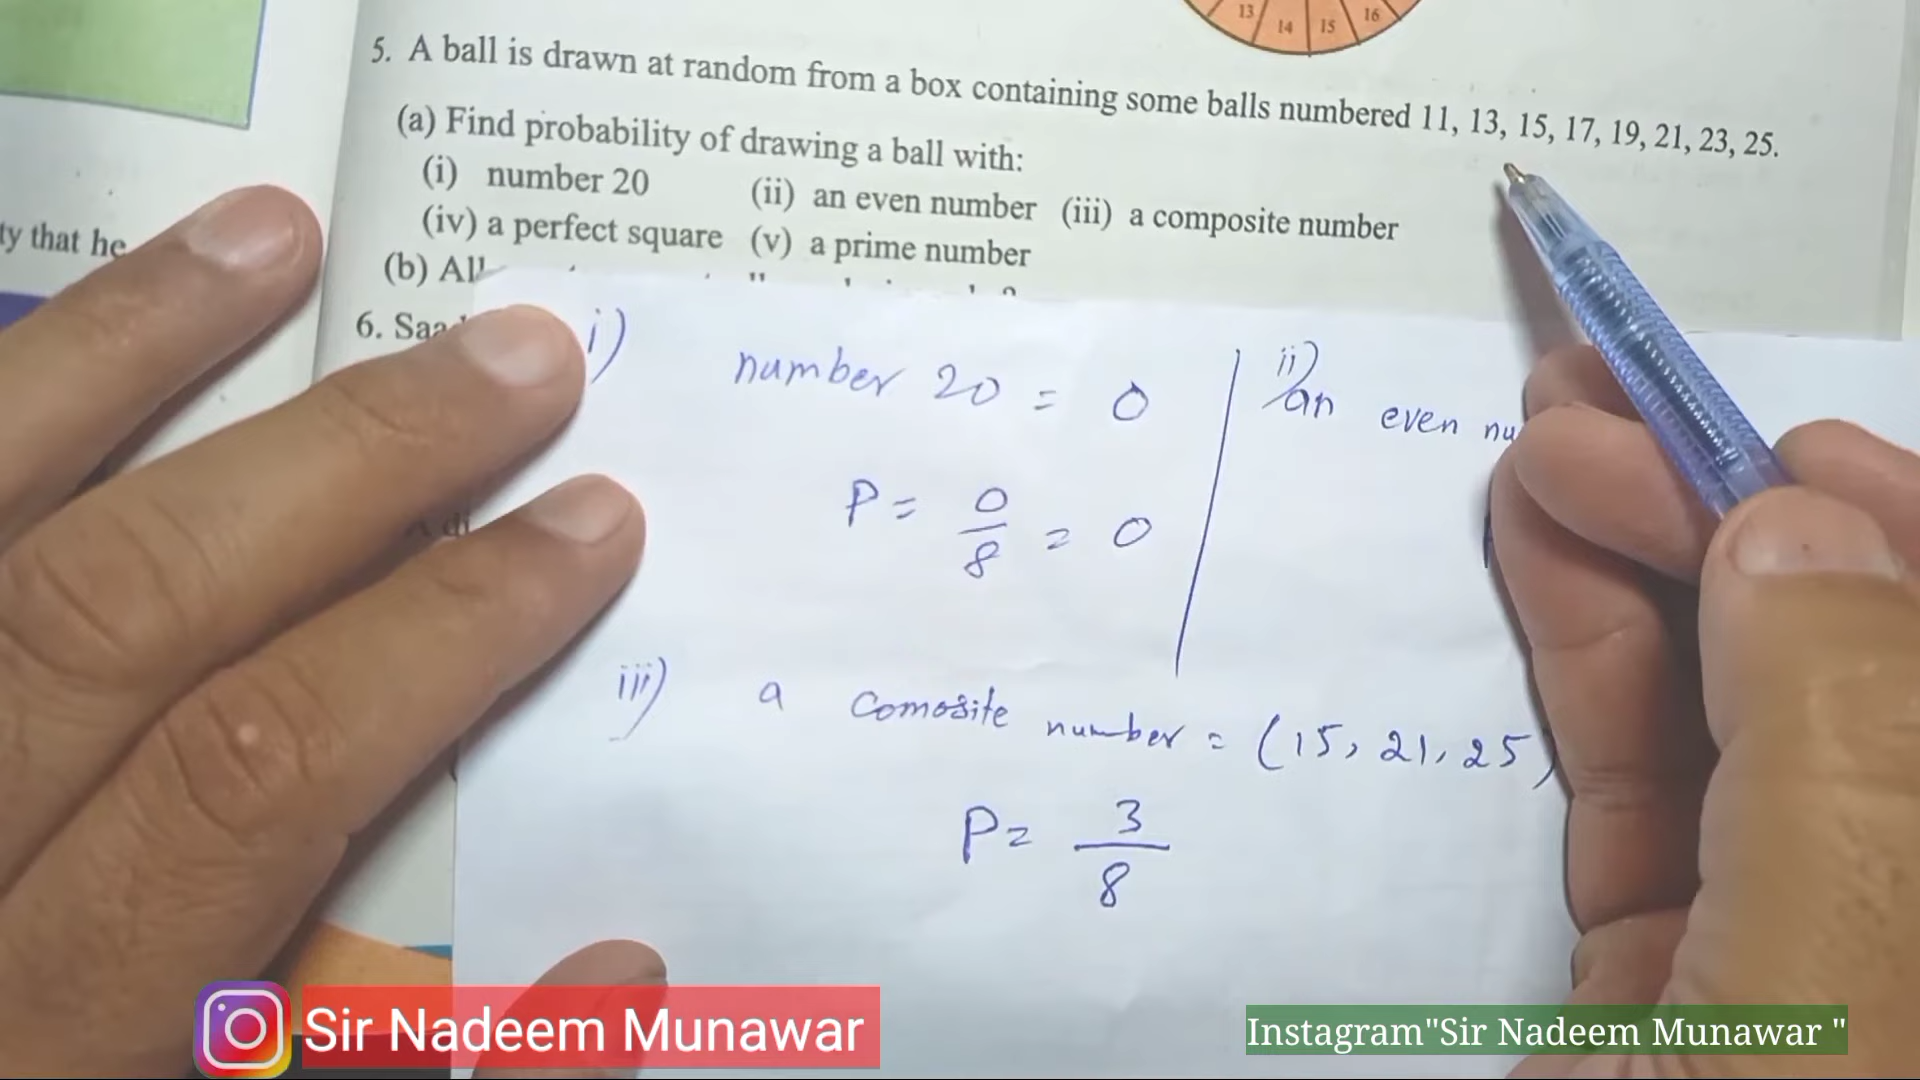 13 14 15 16
5. A ball is drawn at random from a box containing some balls numbered 11, 13, 15, 17, 19, 21, 23, 25.
(a) Find probability of drawing a ball with:
(i) number 20 (ii) an even number (iii) a composite number
(iv) a perfect square (v) a prime number
(b) All
6. Saa
ty that he
i) number 20 = 0
P = 0/8 = 0
ii) an even nu
iii) a comosite number = (15, 21, 25)
P = 3/8
Sir Nadeem Munawar
Instagram"Sir Nadeem Munawar "